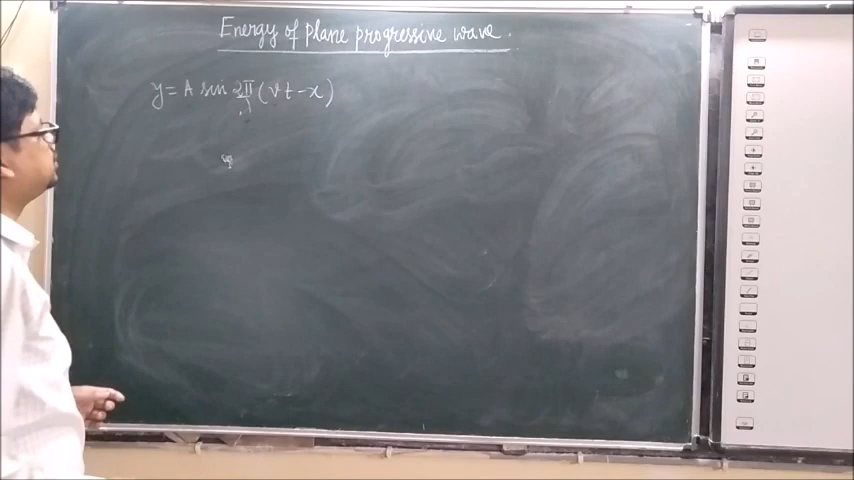 Energy of plane progressive wave.
y = A sin 2π/λ (vt - x)